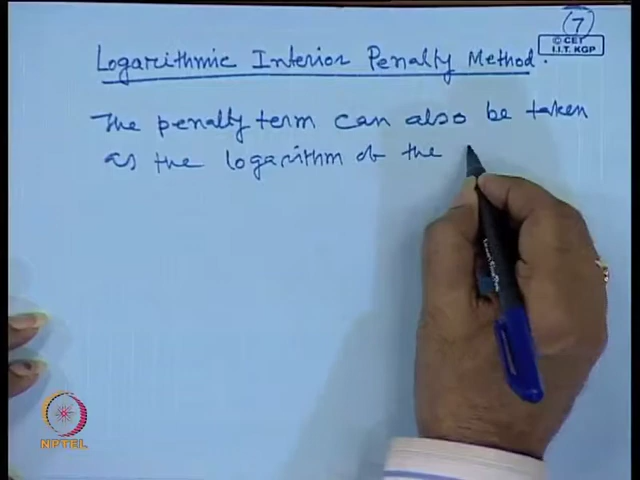 7
© CET
I.I.T. KGP
Logarithmic Interior Penalty Method.
The penalty term can also be taken
as the logarithm of the
NPTEL